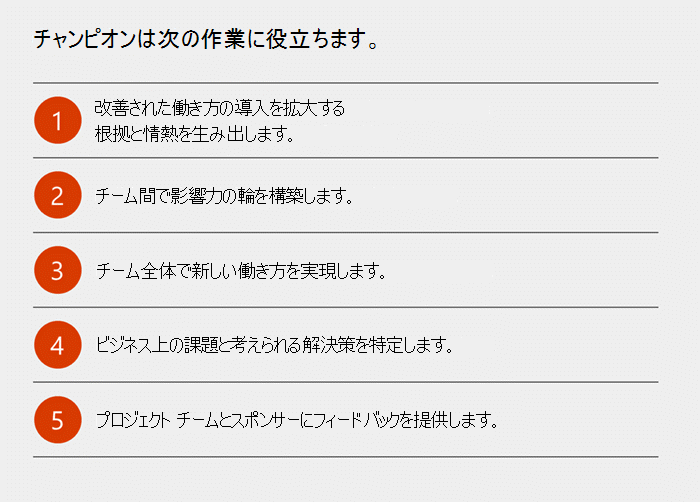 チャンピオンは次の作業に役立ちます。
1
改善された働き方の導入を拡大する
根拠と情熱を生み出します。
2
チーム間で影響力の輪を構築します。
3
チーム全体で新しい働き方を実現します。
4
ビジネス上の課題と考えられる解決策を特定します。
5
プロジェクト チームとスポンサーにフィードバックを提供します。